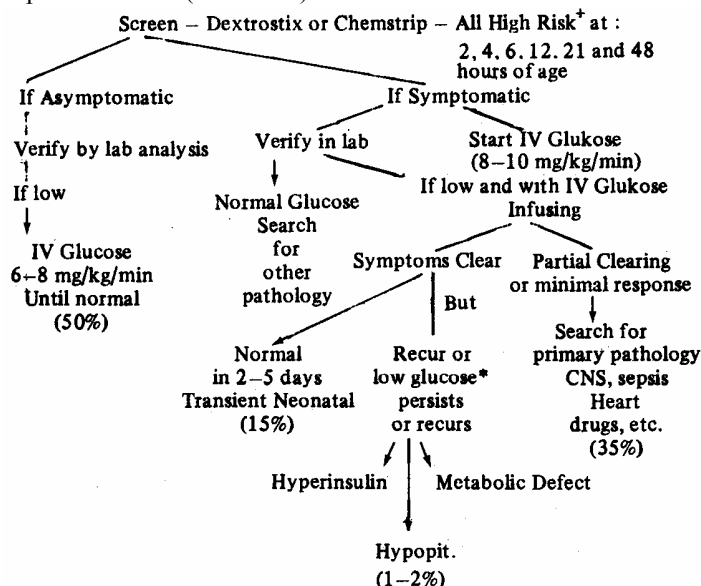 Screen – Dextrostix or Chemstrip – All High Risk+ at :
2, 4, 6. 12. 21 and 48
hours of age
If Asymptomatic
If Symptomatic
Verify by lab analysis
Verify in lab
Start IV Glukose
(8–10 mg/kg/min)
If low
Normal Glucose
Search
for
other
pathology
If low and with IV Glukose
Infusing
IV Glucose
6–8 mg/kg/min
Until normal
(50%)
Symptoms Clear
Partial Clearing
or minimal response
But
Normal
in 2–5 days
Transient Neonatal
(15%)
Recur or
low glucose*
persists
or recurs
Search for
primary pathology
CNS, sepsis
Heart
drugs, etc.
(35%)
Hyperinsulin
Metabolic Defect
Hypopit.
(1–2%)